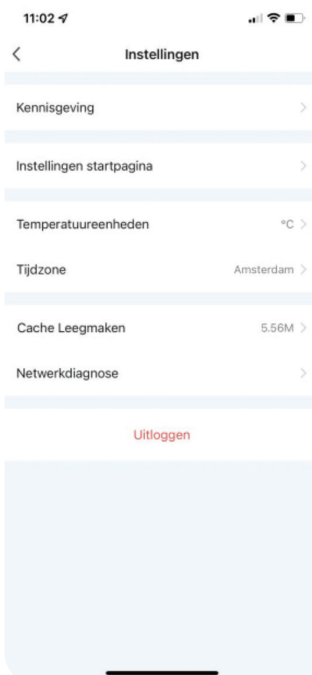 11:02
Instellingen
Kennisgeving
Instellingen startpagina
Temperatuureenheden °C
Tijdzone Amsterdam
Cache Leegmaken 5.56M
Netwerkdiagnose
Uitloggen